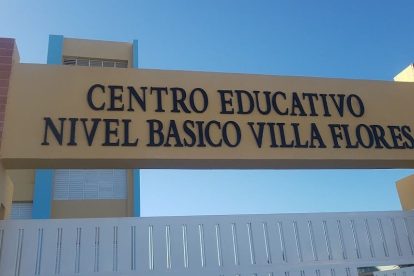 CENTRO EDUCATIVO
NIVEL BASICO VILLA FLORES